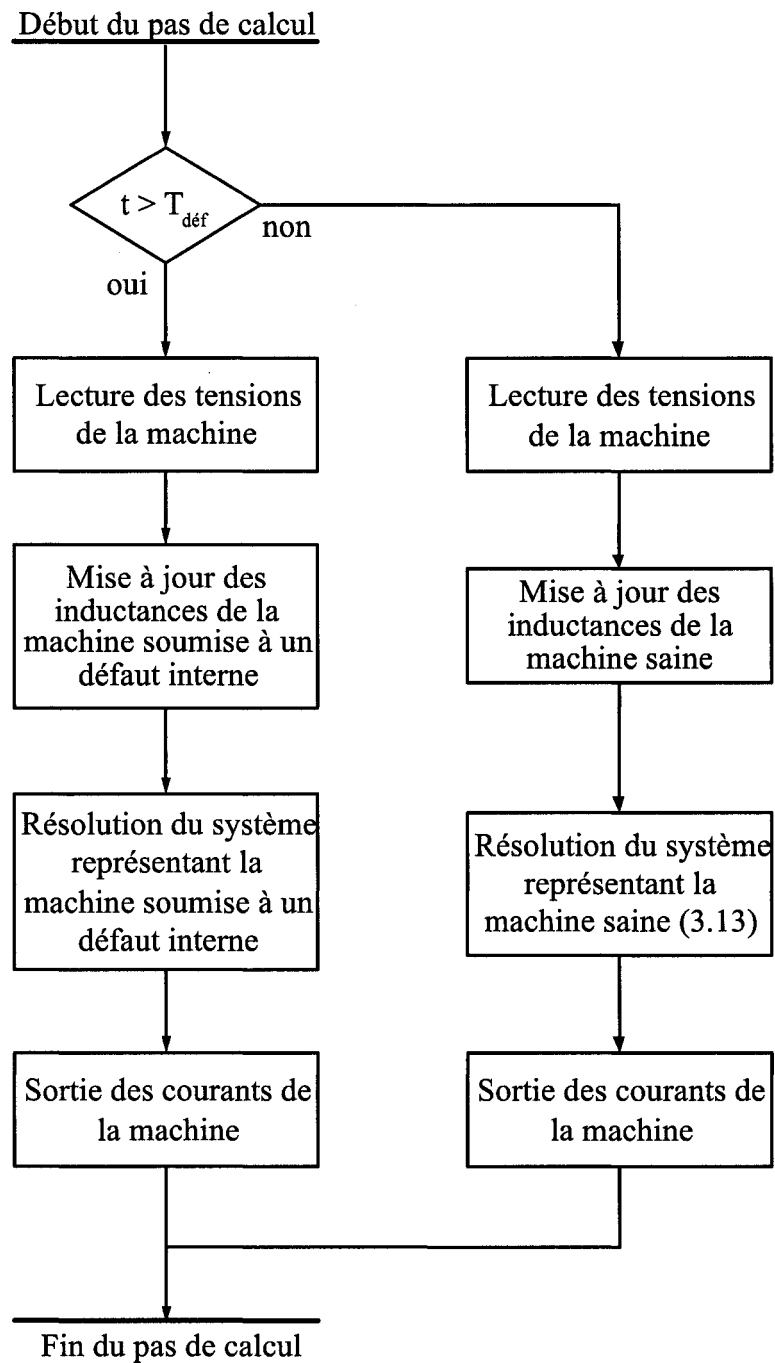 Début du pas de calcul
t > T_déf
non
oui
Lecture des tensions
de la machine
Mise à jour des
inductances de la
machine soumise à un
défaut interne
Résolution du système
représentant la
machine soumise à un
défaut interne
Sortie des courants de
la machine
Lecture des tensions
de la machine
Mise à jour des
inductances de la
machine saine
Résolution du système
représentant la
machine saine (3.13)
Sortie des courants de
la machine
Fin du pas de calcul